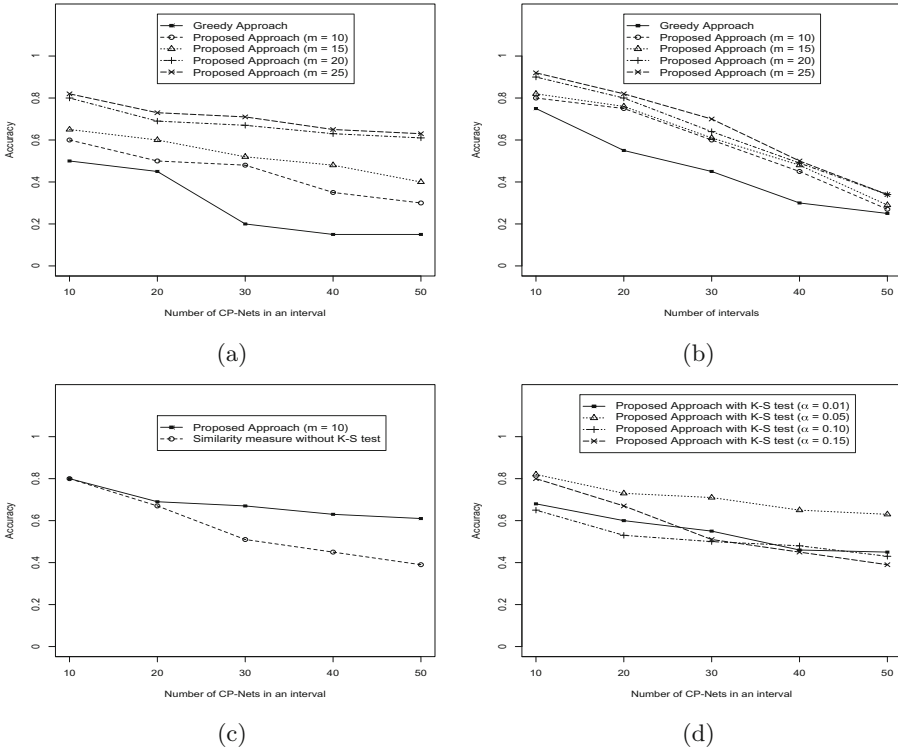 Greedy Approach
Proposed Approach (m = 10)
Proposed Approach (m = 15)
Proposed Approach (m = 20)
Proposed Approach (m = 25)
Accuracy
1
0.8
0.6
0.4
0.2
0
10 20 30 40 50
Number of CP-Nets in an interval
(a)
Greedy Approach
Proposed Approach (m = 10)
Proposed Approach (m = 15)
Proposed Approach (m = 20)
Proposed Approach (m = 25)
Accuracy
1
0.8
0.6
0.4
0.2
0
10 20 30 40 50
Number of intervals
(b)
Proposed Approach (m = 10)
Similarity measure without K-S test
Accuracy
1
0.8
0.6
0.4
0.2
0
10 20 30 40 50
Number of CP-Nets in an interval
(c)
Proposed Approach with K-S test (α = 0.01)
Proposed Approach with K-S test (α = 0.05)
Proposed Approach with K-S test (α = 0.10)
Proposed Approach with K-S test (α = 0.15)
Accuracy
1
0.8
0.6
0.4
0.2
0
10 20 30 40 50
Number of CP-Nets in an interval
(d)